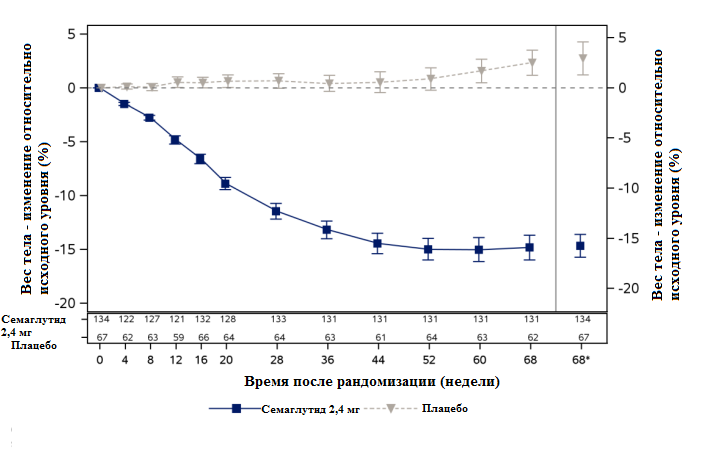 Вес тела - изменение относительно
исходного уровня (%)
5
0
-5
-10
-15
-20
5
0
-5
-10
-15
-20
Вес тела - изменение относительно
исходного уровня (%)
Семаглутид 2,4 мг
134 122 127 121 132 128 133 131 131 131 131 131 134
Плацебо
67 62 63 59 66 64 64 63 61 64 63 62 67
0 4 8 12 16 20 28 36 44 52 60 68 68*
Время после рандомизации (недели)
Семаглутид 2,4 мг Плацебо